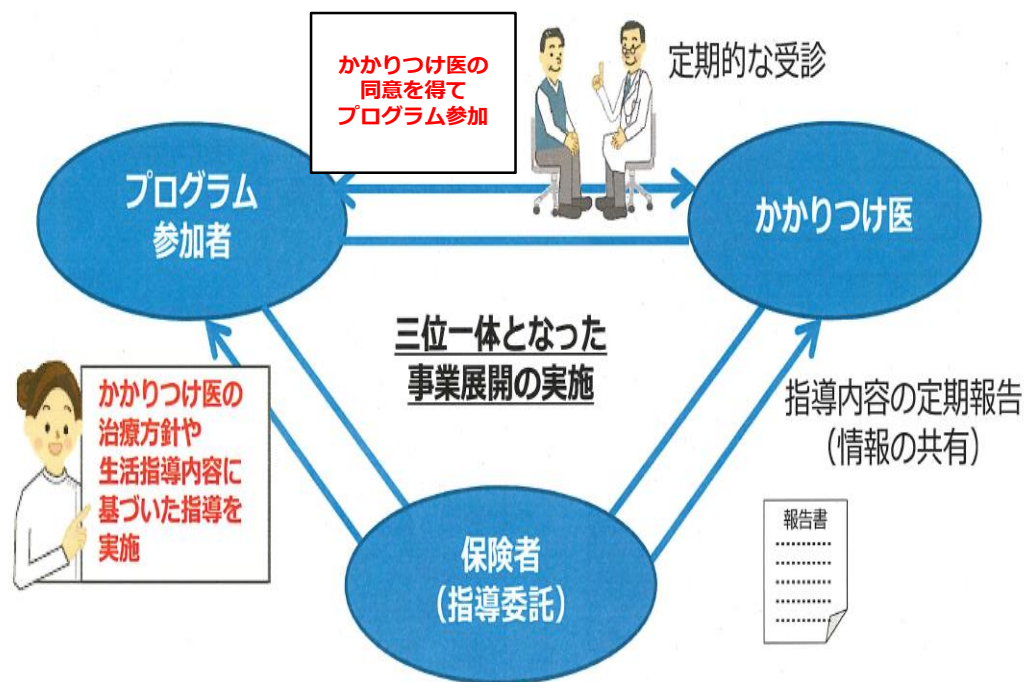 かかりつけ医の
同意を得て
プログラム参加
定期的な受診
プログラム
参加者
かかりつけ医
三位一体となった
事業展開の実施
かかりつけ医の
治療方針や
生活指導内容に
基づいた指導を
実施
指導内容の定期報告
（情報の共有）
保険者
（指導委託）
報告書